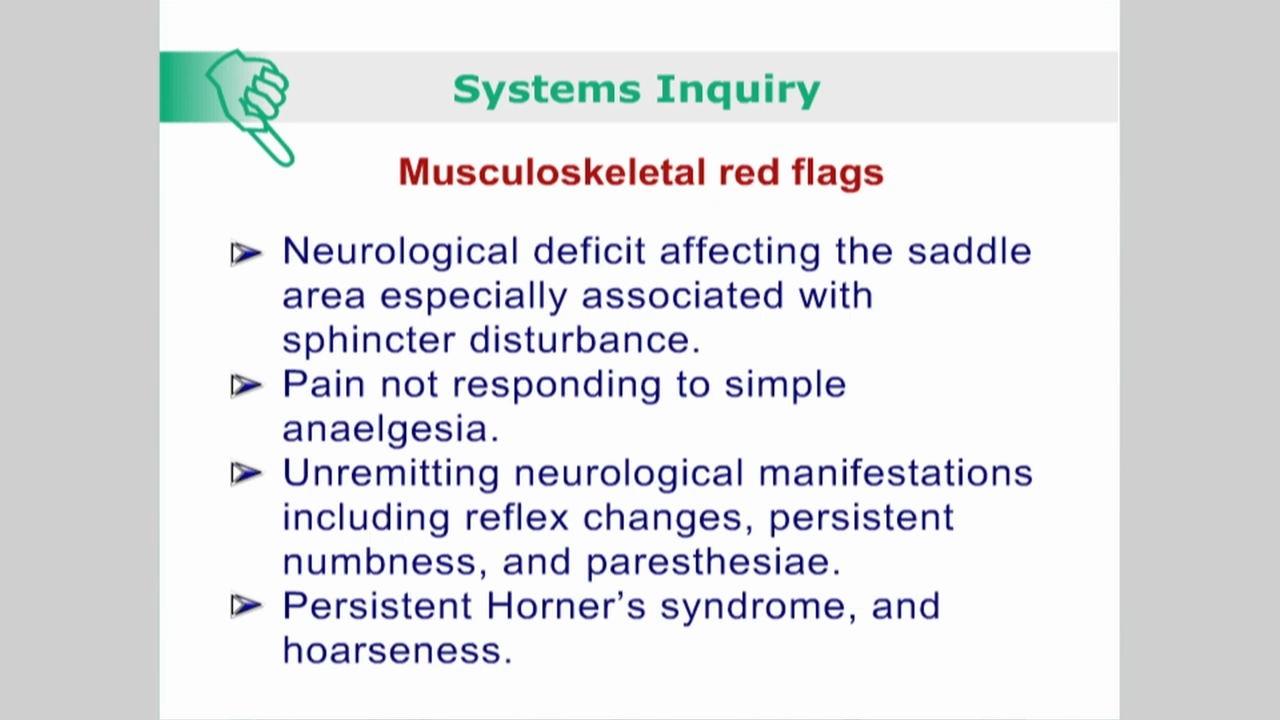 Systems Inquiry
Musculoskeletal red flags
Neurological deficit affecting the saddle
area especially associated with
sphincter disturbance.
Pain not responding to simple
anaelgesia.
Unremitting neurological manifestations
including reflex changes, persistent
numbness, and paresthesiae.
Persistent Horner’s syndrome, and
hoarseness.